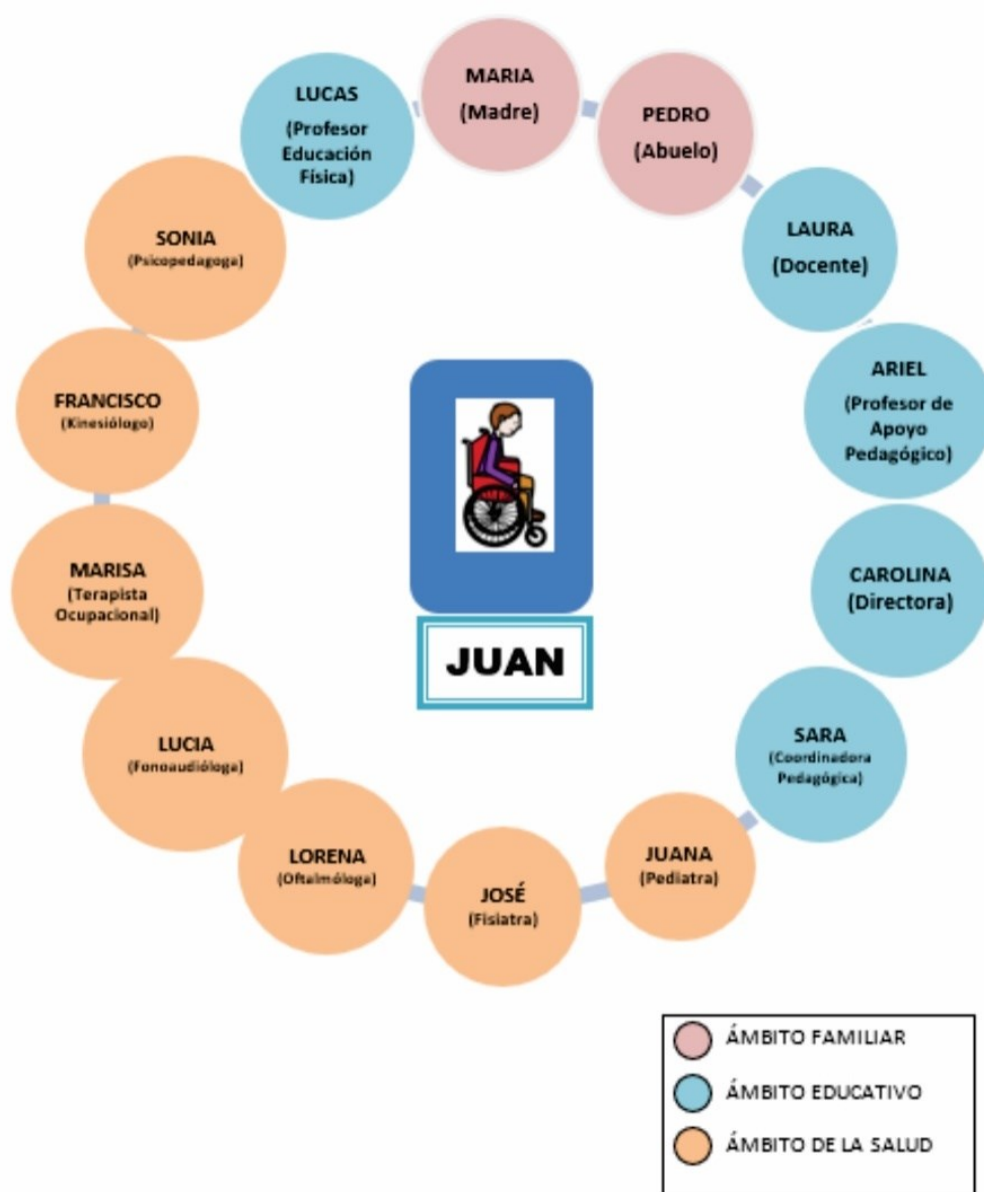 MARIA
(Madre)
PEDRO
(Abuelo)
LAURA
(Docente)
ARIEL
(Profesor de
Apoyo
Pedagógico)
CAROLINA
(Directora)
SARA
(Coordinadora
Pedagógica)
JUANA
(Pediatra)
JOSÉ
(Fisiatra)
LORENA
(Oftalmóloga)
LUCIA
(Fonoaudióloga)
MARISA
(Terapista
Ocupacional)
FRANCISCO
(Kinesiólogo)
SONIA
(Psicopedagoga)
LUCAS
(Profesor
Educación
Física)
JUAN
ÁMBITO FAMILIAR
ÁMBITO EDUCATIVO
ÁMBITO DE LA SALUD